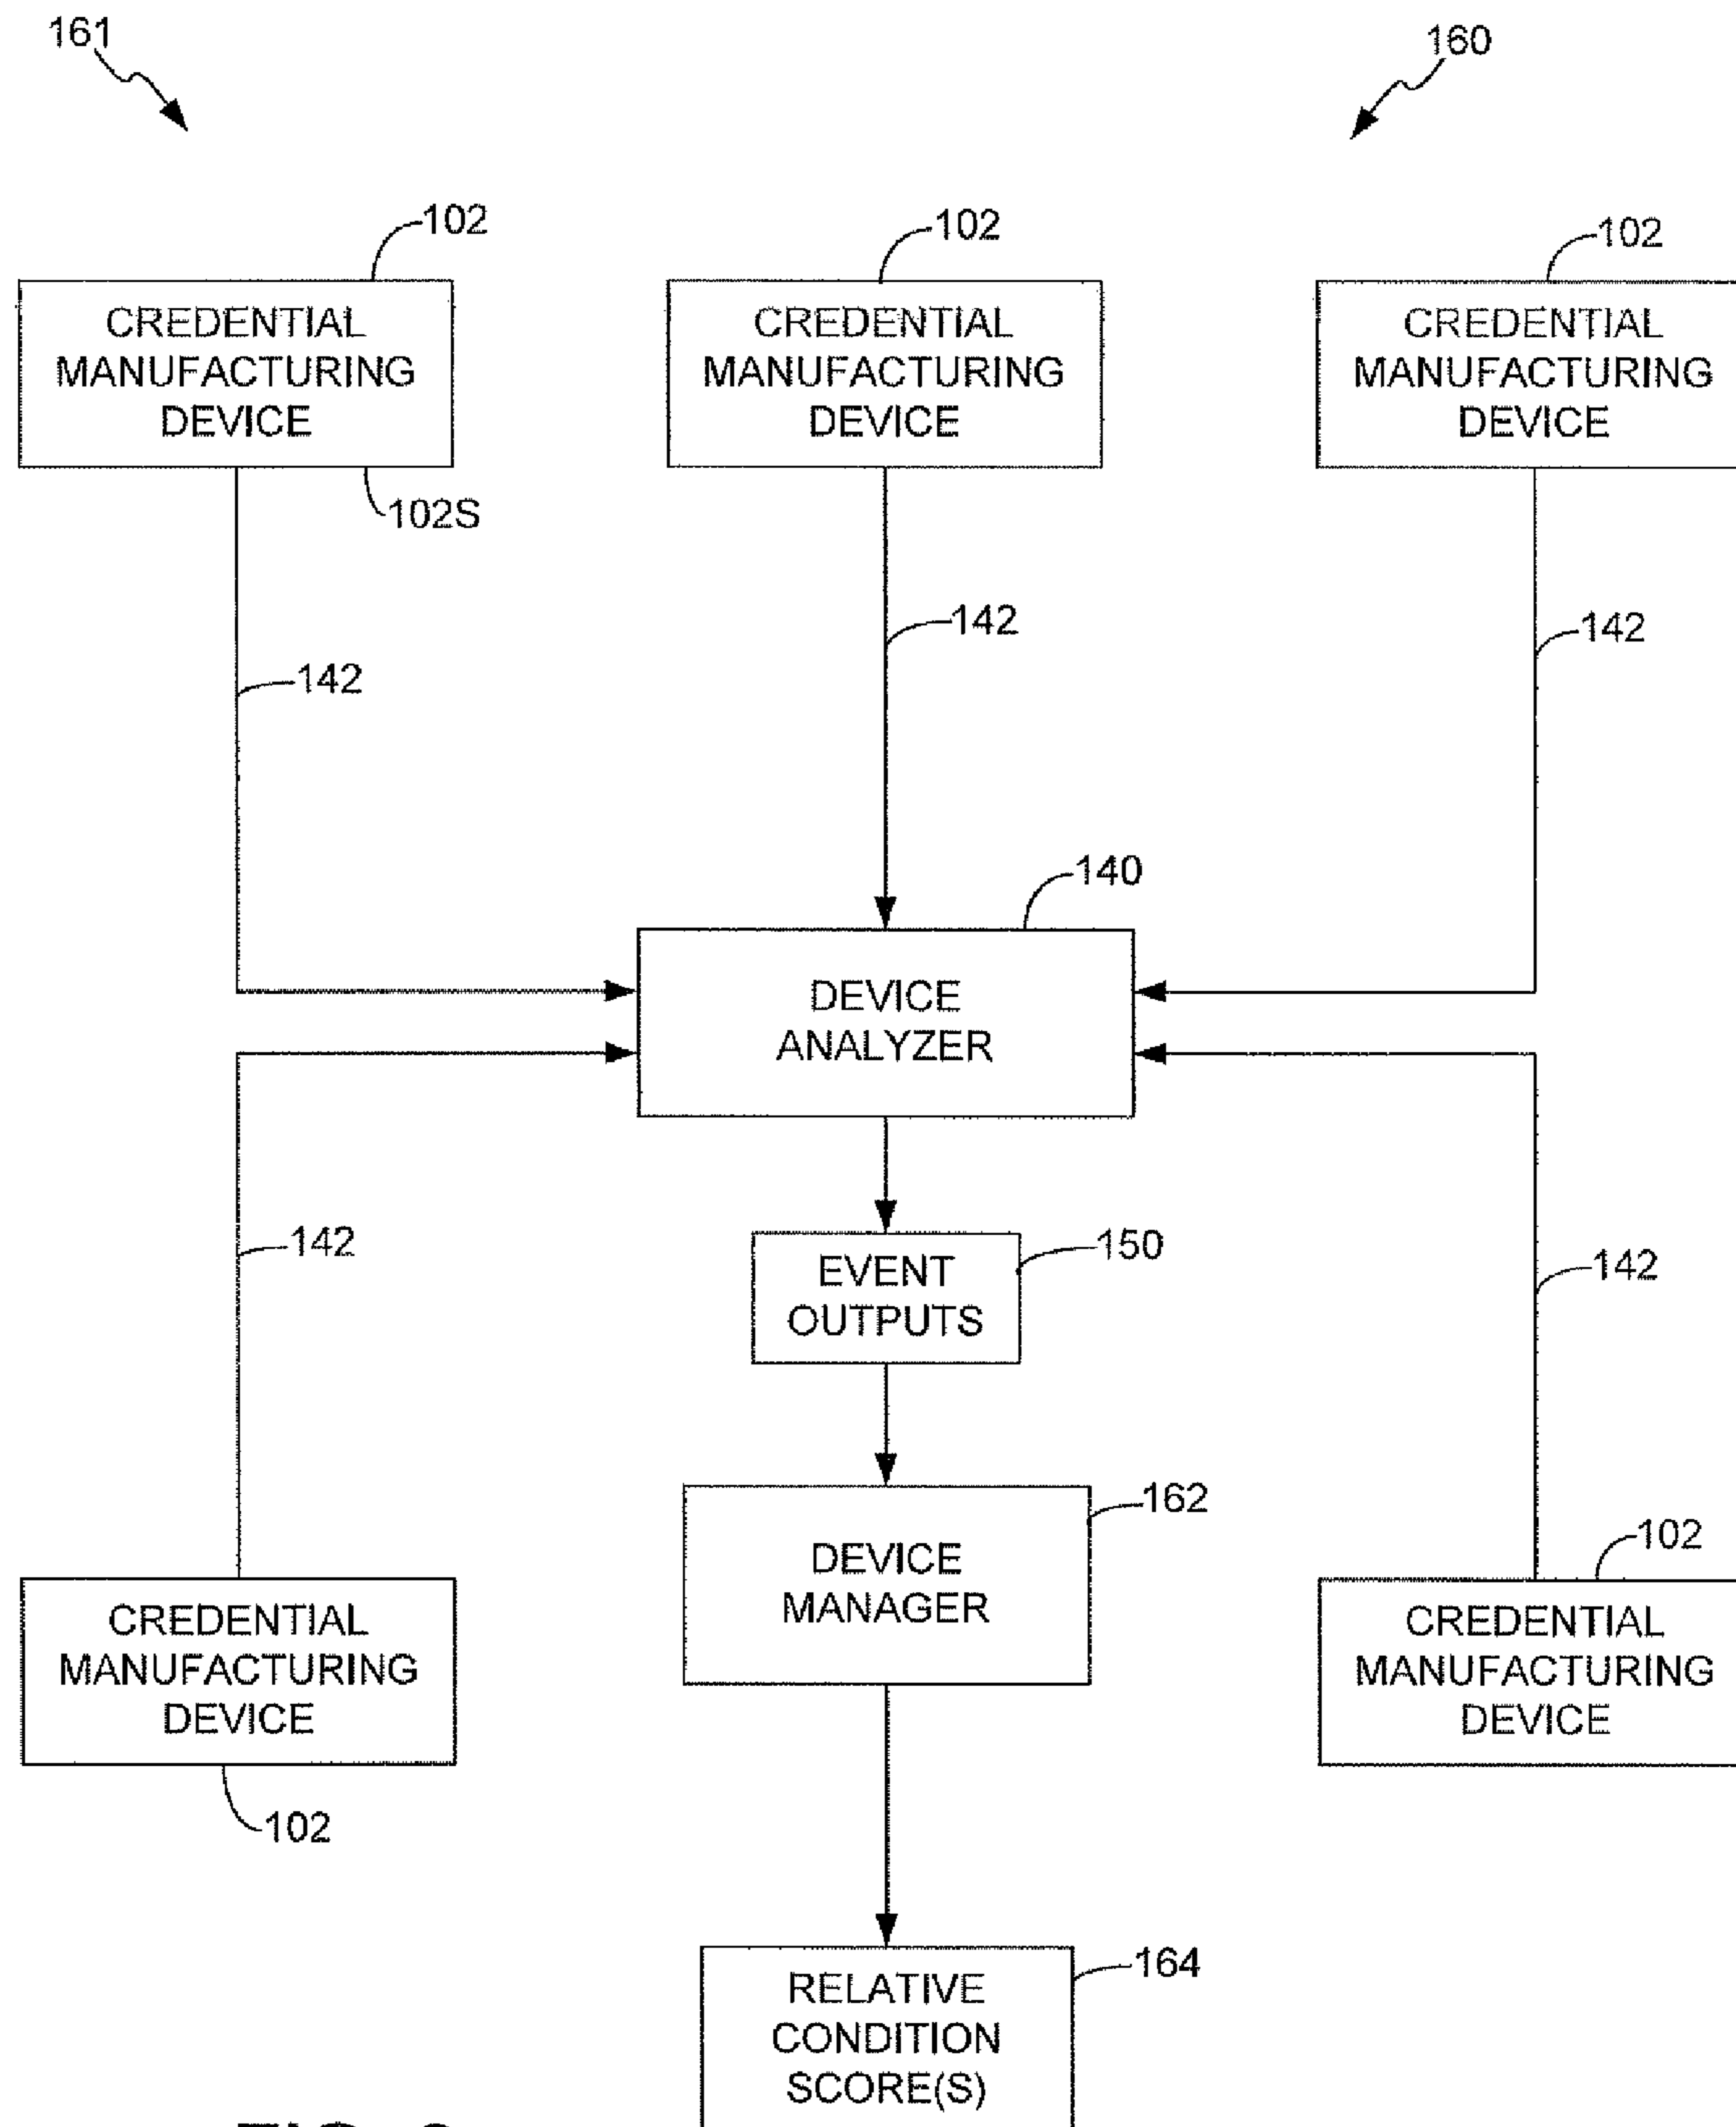 161
160
102
102
102
CREDENTIAL
MANUFACTURING
DEVICE
CREDENTIAL
MANUFACTURING
DEVICE
CREDENTIAL
MANUFACTURING
DEVICE
102S
142
142
142
140
DEVICE
ANALYZER
142
142
EVENT
OUTPUTS
150
162
DEVICE
MANAGER
102
CREDENTIAL
MANUFACTURING
DEVICE
CREDENTIAL
MANUFACTURING
DEVICE
102
164
RELATIVE
CONDITION
SCORE(S)